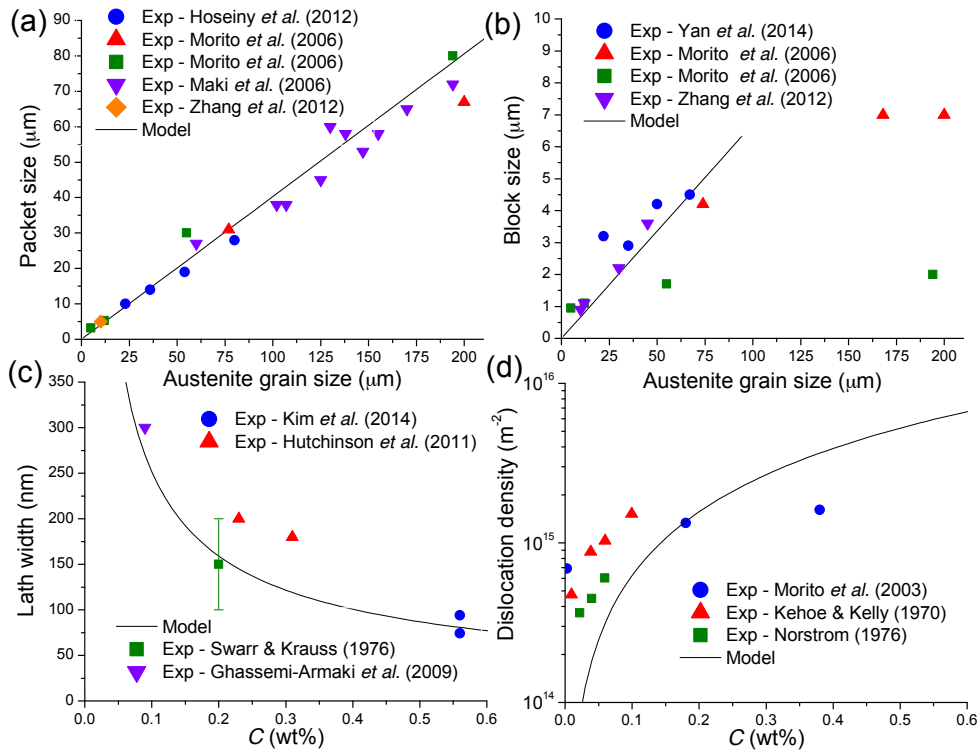 (a)
Exp - Hoseiny et al. (2012)
Exp - Morito et al. (2006)
Exp - Morito et al. (2006)
Exp - Maki et al. (2006)
Exp - Zhang et al. (2012)
Model
Packet size (μm)
90
80
70
60
50
40
30
20
10
0
0 25 50 75 100 125 150 175 200
Austenite grain size (μm)
(b)
Exp - Yan et al. (2014)
Exp - Morito et al. (2006)
Exp - Morito et al. (2006)
Exp - Zhang et al. (2012)
Model
Block size (μm)
9
8
7
6
5
4
3
2
1
0
0 25 50 75 100 125 150 175 200
Austenite grain size (μm)
(c)
Exp - Kim et al. (2014)
Exp - Hutchinson et al. (2011)
Model
Exp - Swarr & Krauss (1976)
Exp - Ghassemi-Armaki et al. (2009)
Lath width (nm)
350
300
250
200
150
100
50
0
0.0 0.1 0.2 0.3 0.4 0.5 0.6
C (wt%)
(d)
Exp - Morito et al. (2003)
Exp - Kehoe & Kelly (1970)
Exp - Norstrom (1976)
Model
Dislocation density (m⁻²)
10¹⁶
10¹⁵
10¹⁴
0.0 0.1 0.2 0.3 0.4 0.5 0.6
C (wt%)